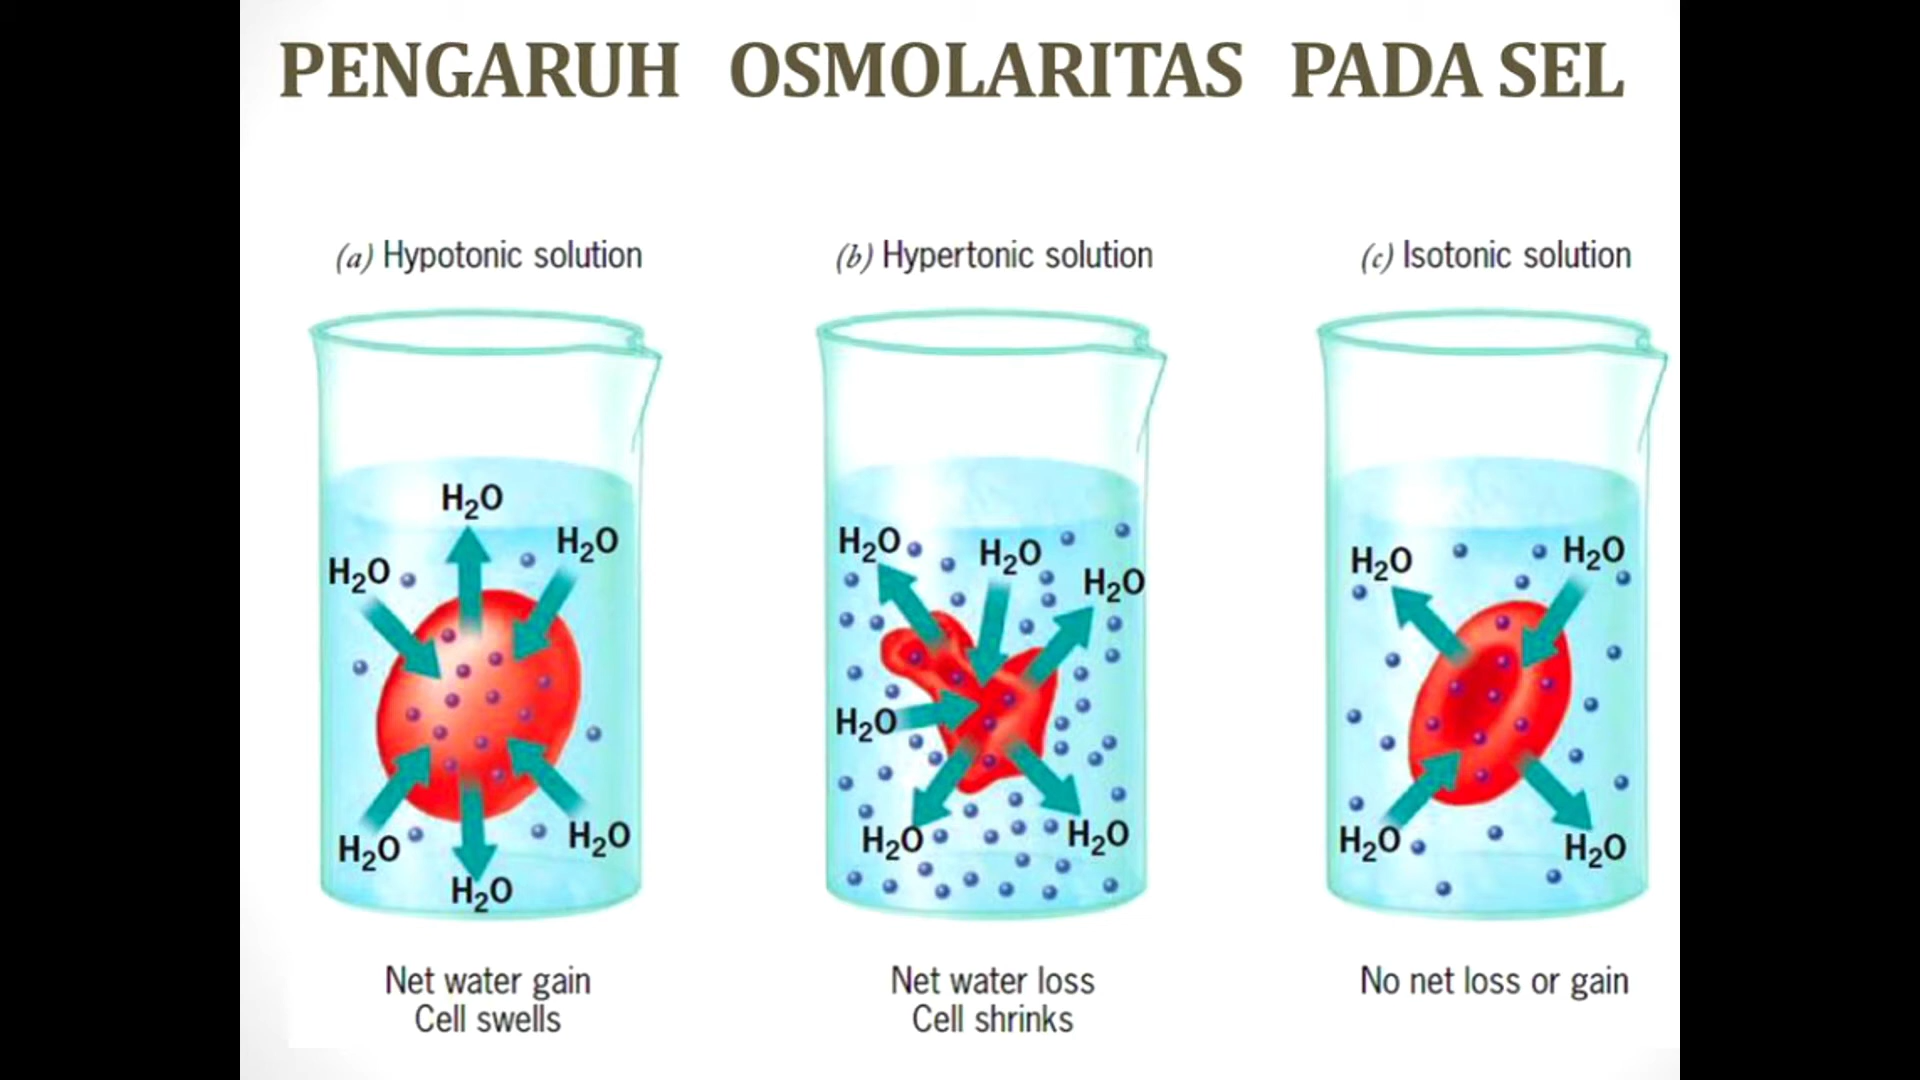 PENGARUH OSMOLARITAS PADA SEL
(a) Hypotonic solution
H₂O
H₂O
H₂O
H₂O
H₂O
H₂O
Net water gain
Cell swells
(b) Hypertonic solution
H₂O
H₂O
H₂O
H₂O
H₂O
H₂O
Net water loss
Cell shrinks
(c) Isotonic solution
H₂O
H₂O
H₂O
H₂O
No net loss or gain